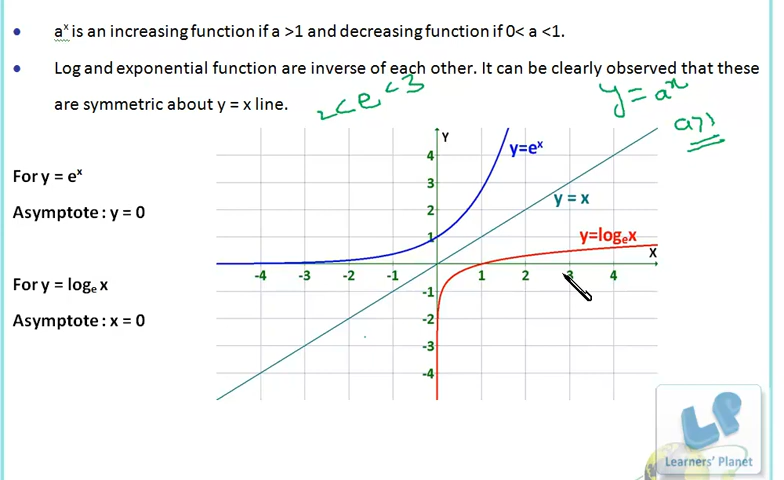 • aˣ is an increasing function if a >1 and decreasing function if 0< a <1.
• Log and exponential function are inverse of each other. It can be clearly observed that these
are symmetric about y = x line.
2<e<3
y = aˣ
a>1
For y = eˣ
Asymptote : y = 0
For y = logₑ x
Asymptote : x = 0
Y
4
3
2
1
y=eˣ
y = x
y=logₑx
X
-4 -3 -2 -1 1 2 3 4
-1
-2
-3
-4
LP
Learners' Planet